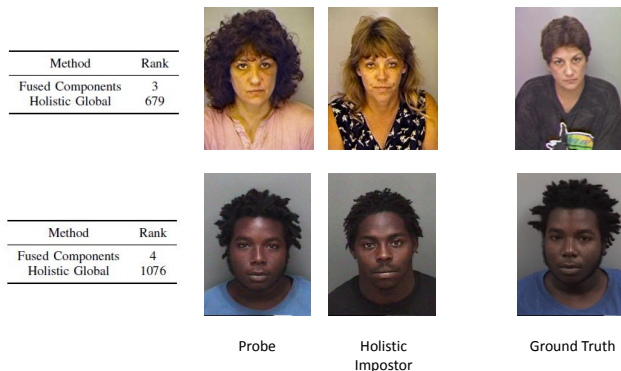 Method Rank
Fused Components 3
Holistic Global 679
Method Rank
Fused Components 4
Holistic Global 1076
Probe
Holistic
Impostor
Ground Truth